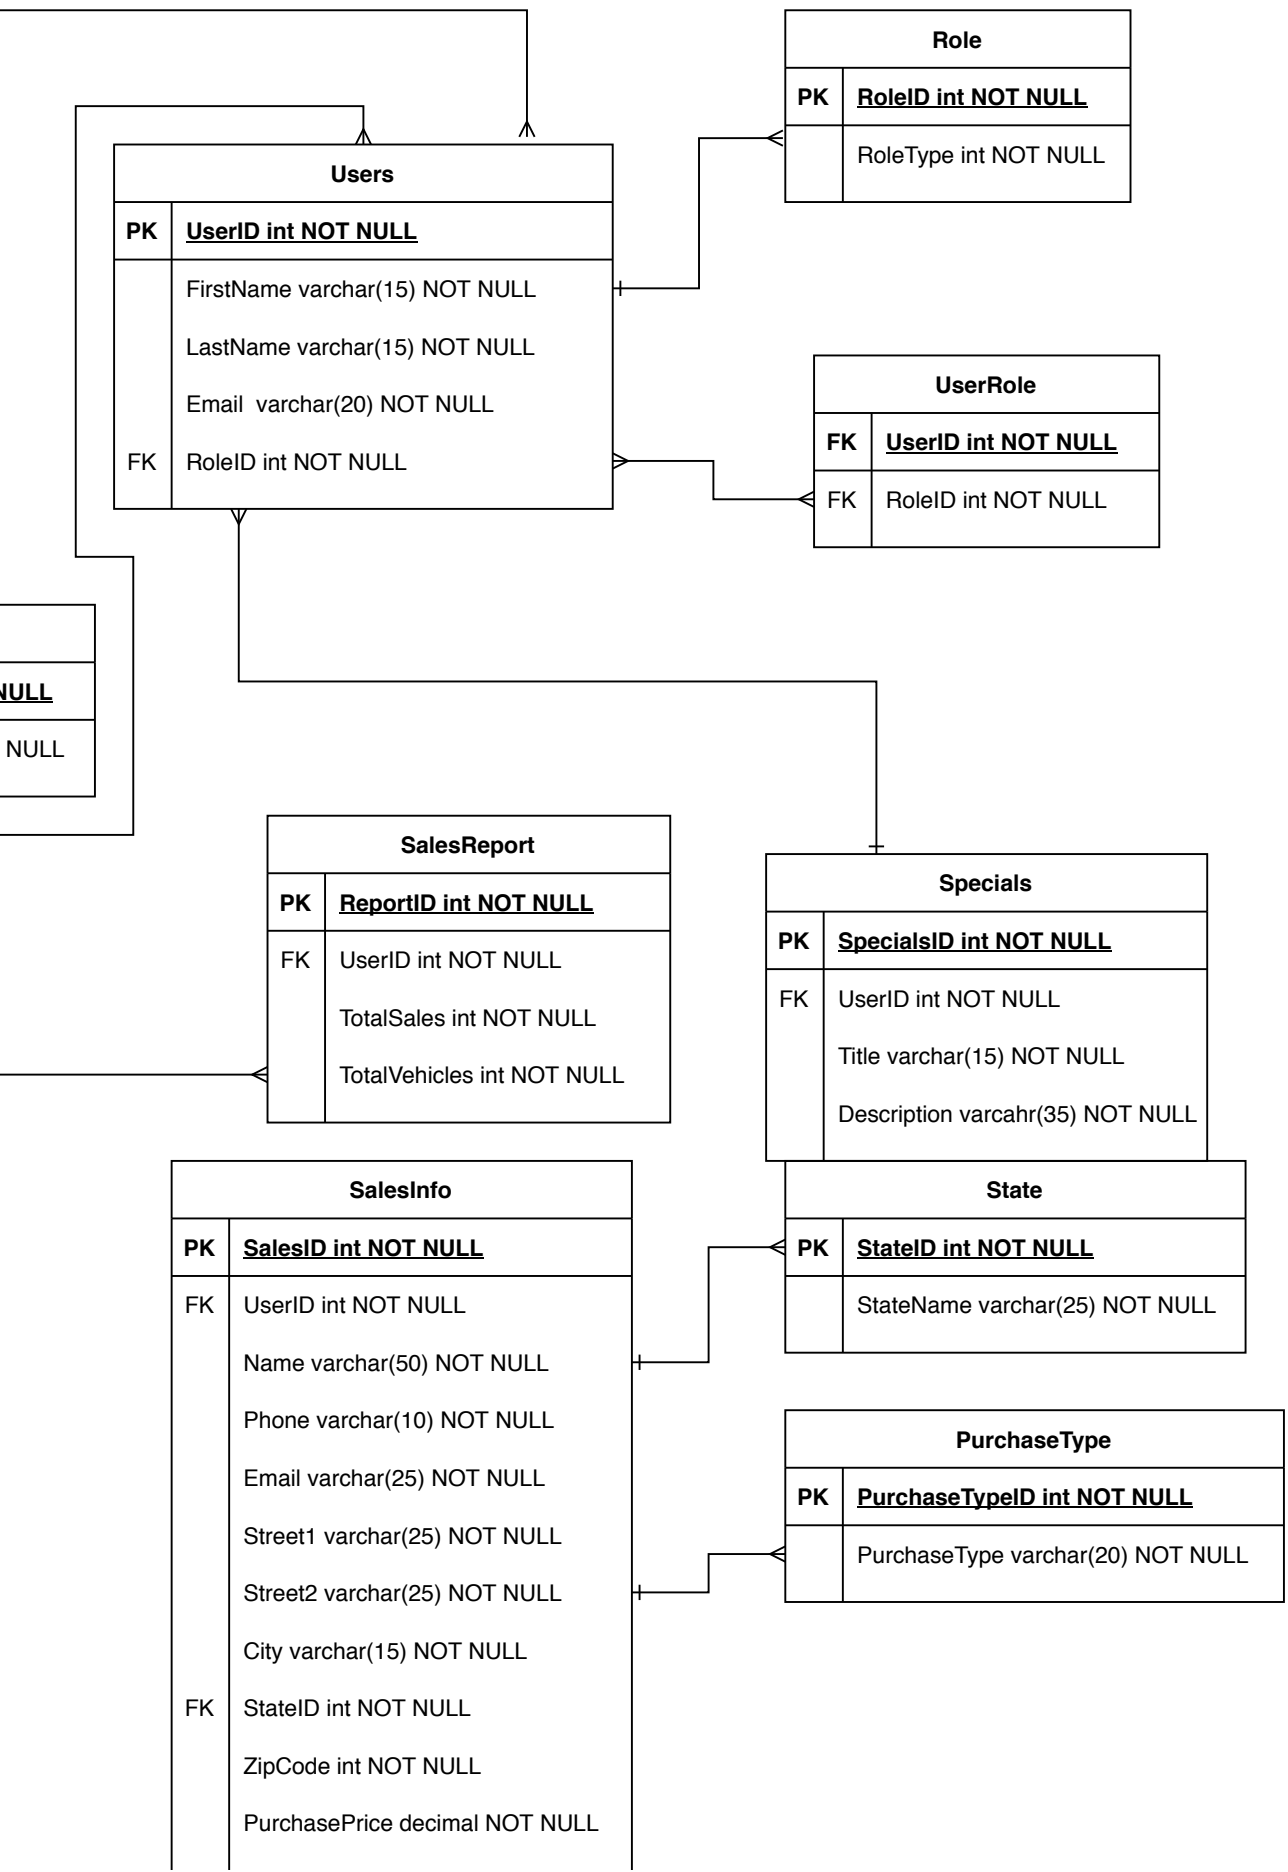 Role
PK RoleID int NOT NULL
RoleType int NOT NULL
Users
PK UserID int NOT NULL
FirstName varchar(15) NOT NULL
LastName varchar(15) NOT NULL
Email varchar(20) NOT NULL
FK RoleID int NOT NULL
UserRole
FK UserID int NOT NULL
FK RoleID int NOT NULL
NULL
NULL
SalesReport
PK ReportID int NOT NULL
FK UserID int NOT NULL
TotalSales int NOT NULL
TotalVehicles int NOT NULL
Specials
PK SpecialsID int NOT NULL
FK UserID int NOT NULL
Title varchar(15) NOT NULL
Description varcahr(35) NOT NULL
SalesInfo
PK SalesID int NOT NULL
FK UserID int NOT NULL
Name varchar(50) NOT NULL
Phone varchar(10) NOT NULL
Email varchar(25) NOT NULL
Street1 varchar(25) NOT NULL
Street2 varchar(25) NOT NULL
City varchar(15) NOT NULL
FK StateID int NOT NULL
ZipCode int NOT NULL
PurchasePrice decimal NOT NULL
State
PK StateID int NOT NULL
StateName varchar(25) NOT NULL
PurchaseType
PK PurchaseTypeID int NOT NULL
PurchaseType varchar(20) NOT NULL